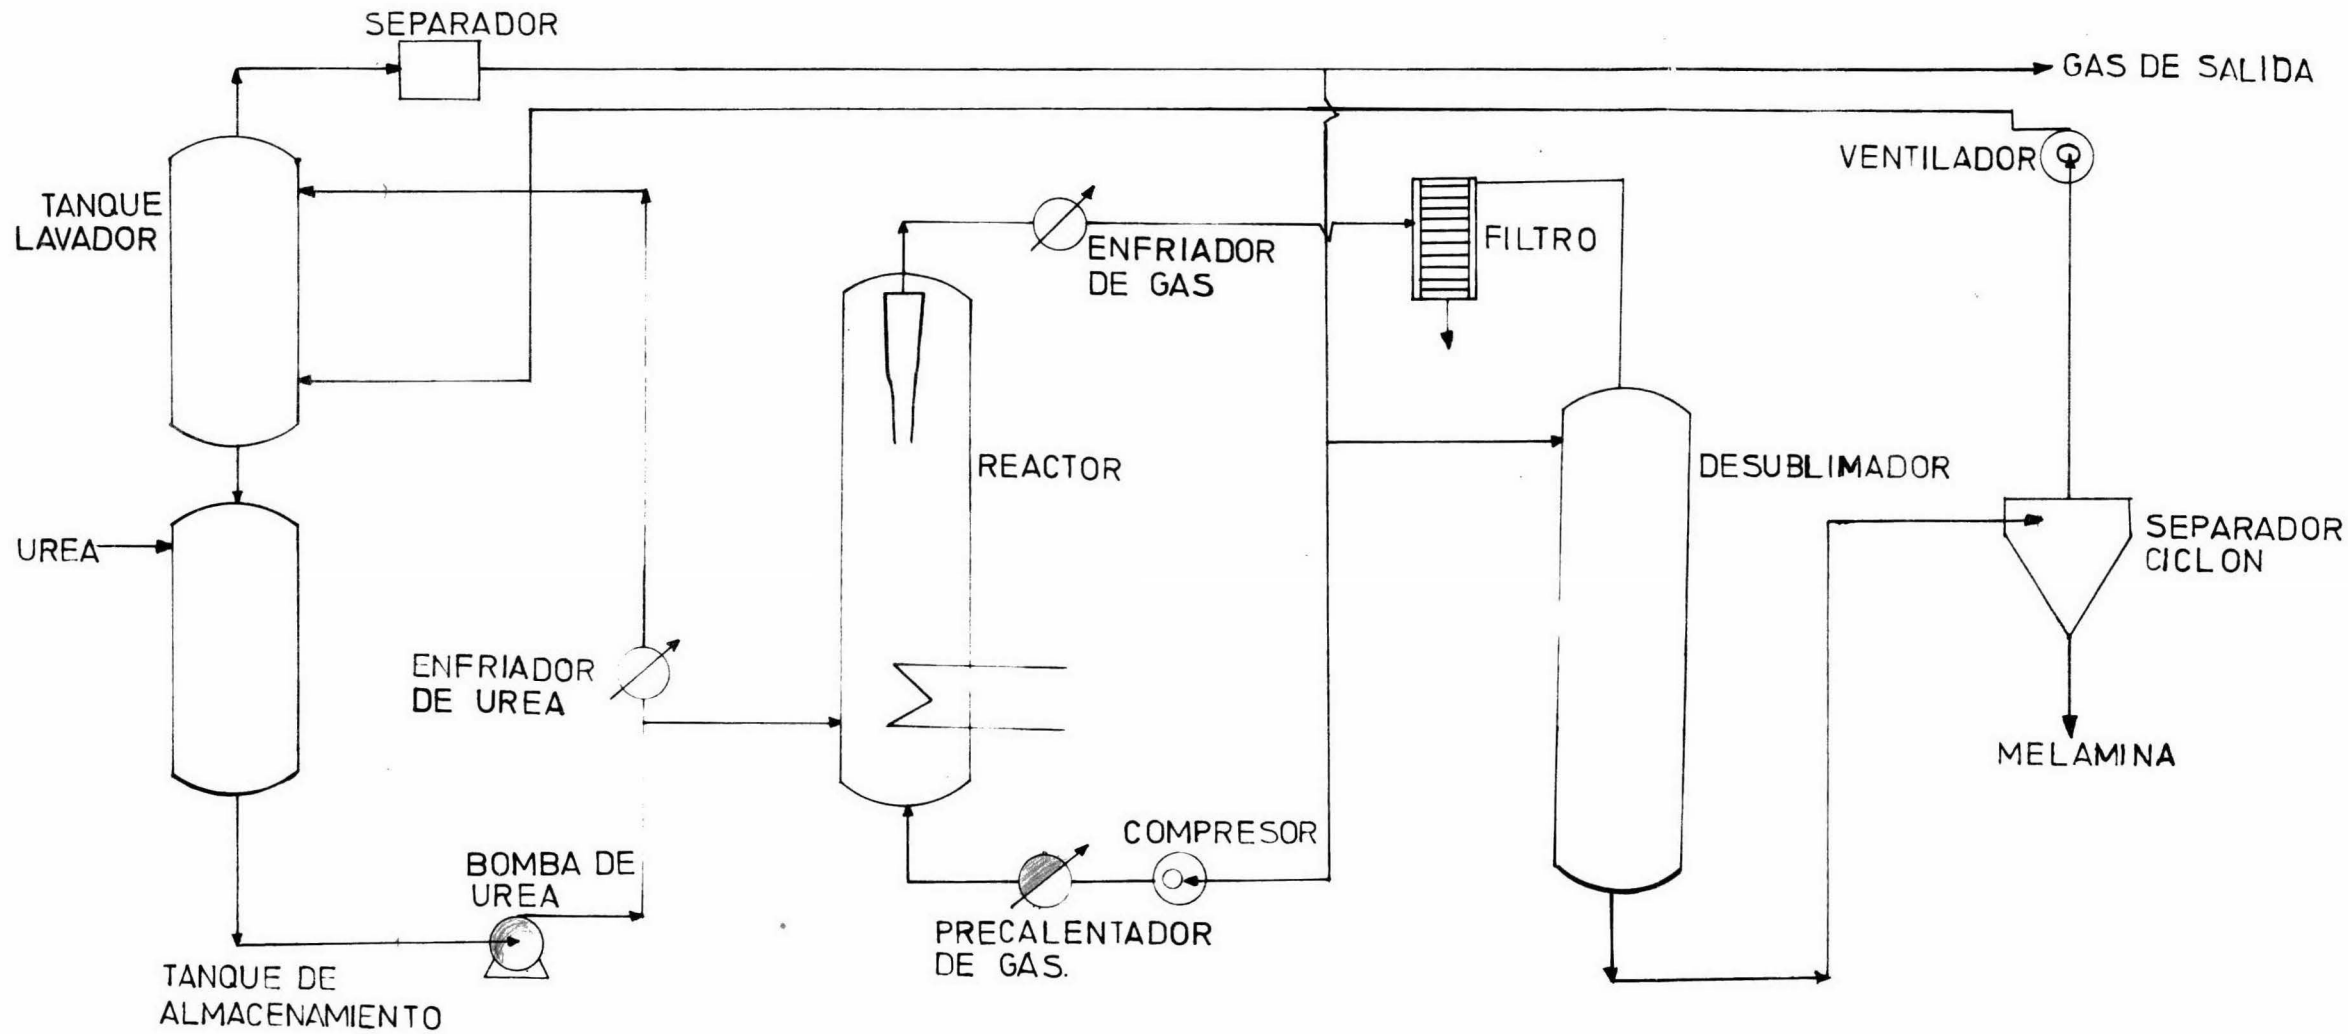 SEPARADOR
GAS DE SALIDA
VENTILADOR
TANQUE
LAVADOR
ENFRIADOR
DE GAS
FILTRO
REACTOR
DESUBLIMADOR
UREA
SEPARADOR
CICLON
ENFRIADOR
DE UREA
MELAMINA
COMPRESOR
BOMBA DE
UREA
PRECALENTADOR
DE GAS.
TANQUE DE
ALMACENAMIENTO